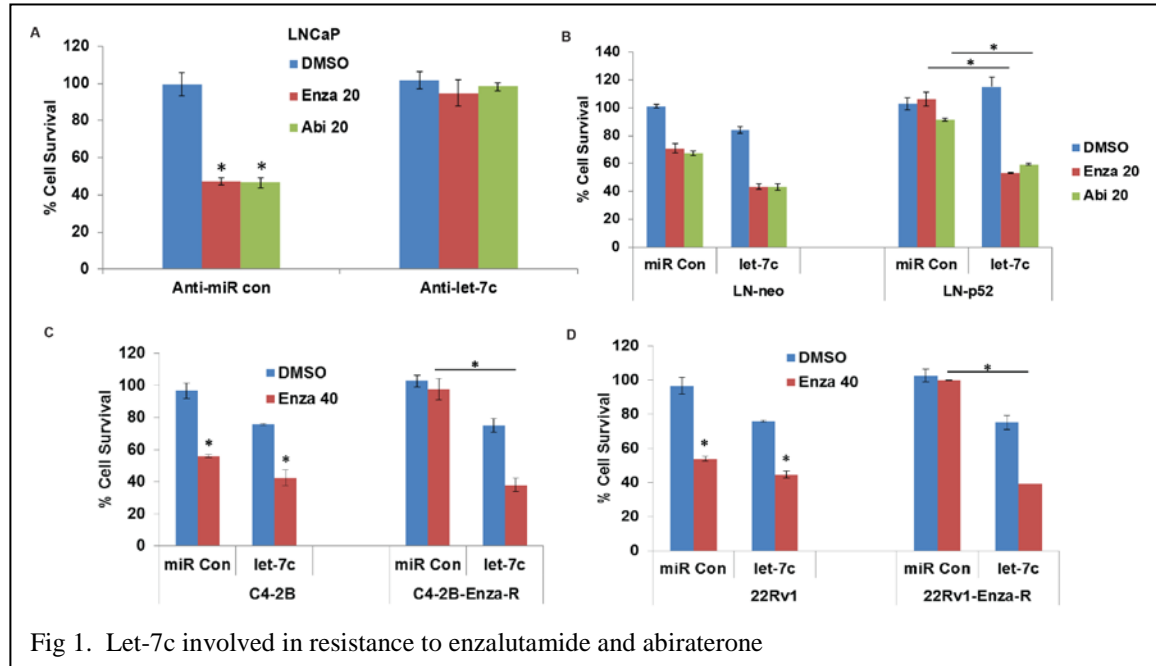 A
LNCaP
DMSO
Enza 20
Abi 20
% Cell Survival
120
100
80
60
40
20
0
* *
Anti-miR con Anti-let-7c
B
% Cell Survival
140
120
100
80
60
40
20
0
*
*
DMSO
Enza 20
Abi 20
miR Con let-7c miR Con let-7c
LN-neo LN-p52
C
% Cell Survival
120
100
80
60
40
20
0
DMSO
Enza 40
*
* *
miR Con let-7c miR Con let-7c
C4-2B C4-2B-Enza-R
D
% Cell Survival
120
100
80
60
40
20
0
DMSO
Enza 40
*
* *
miR Con let-7c miR Con let-7c
22Rv1 22Rv1-Enza-R
Fig 1. Let-7c involved in resistance to enzalutamide and abiraterone